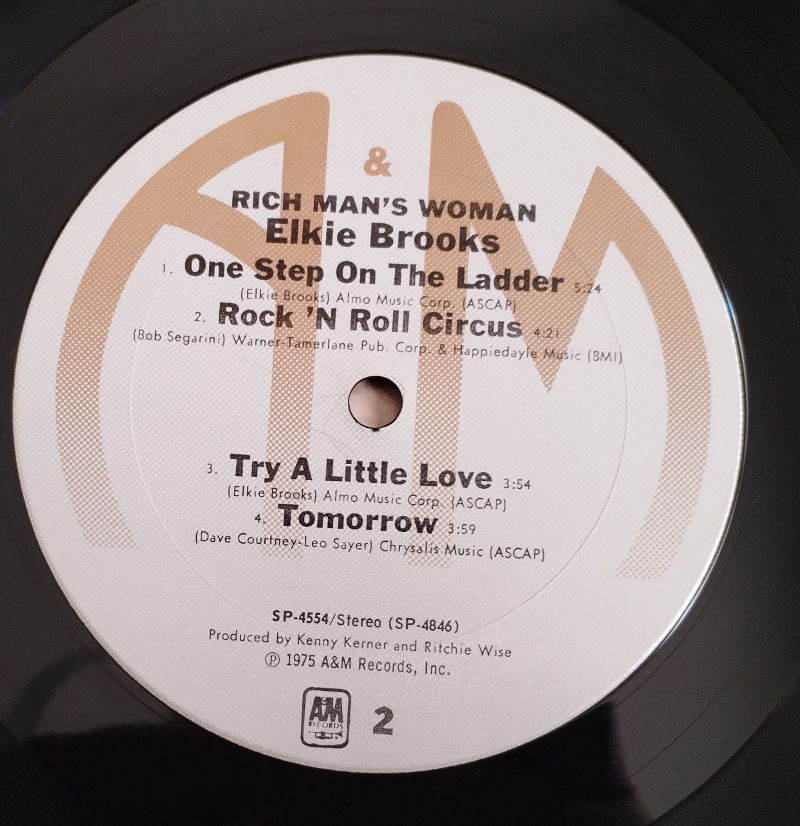 &
RICH MAN'S WOMAN
Elkie Brooks
1. One Step On The Ladder 5:24
(Elkie Brooks) Almo Music Corp. (ASCAP)
2. Rock 'N Roll Circus 4:21
(Bob Segarini) Warner-Tamerlane Pub. Corp. & Happiedayle Music (BMI)
3. Try A Little Love 3:54
(Elkie Brooks) Almo Music Corp. (ASCAP)
4. Tomorrow 3:59
(Dave Courtney-Leo Sayer) Chrysalis Music (ASCAP)
SP-4554/Stereo (SP-4846)
Produced by Kenny Kerner and Ritchie Wise
℗ 1975 A&M Records, Inc.
A&M
RECORDS
2